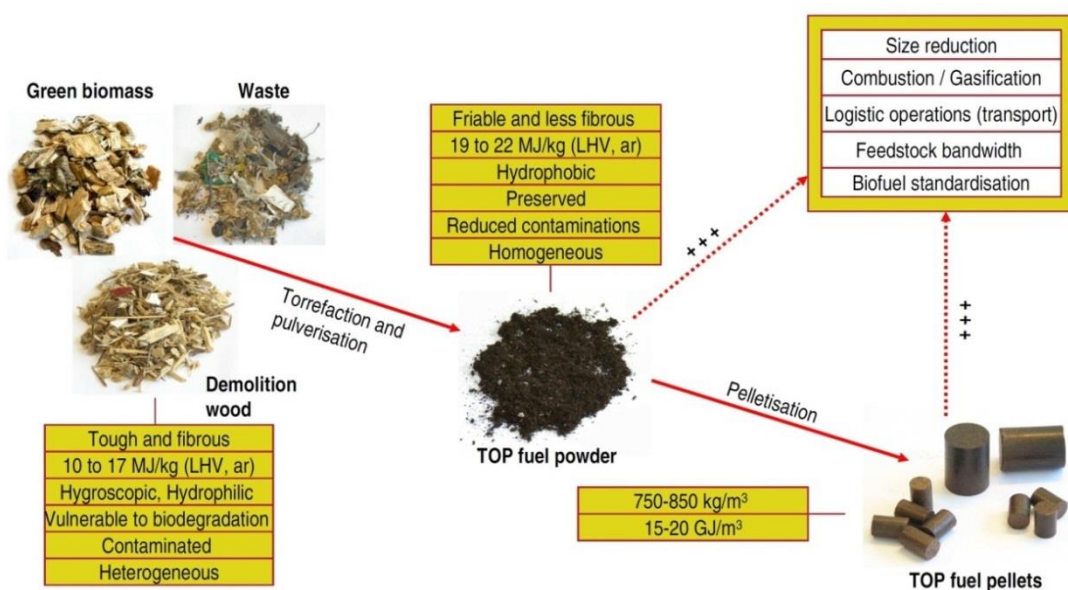 Green biomass
Waste
Demolition
wood
Tough and fibrous
10 to 17 MJ/kg (LHV, ar)
Hygroscopic, Hydrophilic
Vulnerable to biodegradation
Contaminated
Heterogeneous
Torrefaction and
pulverisation
Friable and less fibrous
19 to 22 MJ/kg (LHV, ar)
Hydrophobic
Preserved
Reduced contaminations
Homogeneous
TOP fuel powder
+++
Pelletisation
750-850 kg/m³
15-20 GJ/m³
TOP fuel pellets
+++
Size reduction
Combustion / Gasification
Logistic operations (transport)
Feedstock bandwidth
Biofuel standardisation